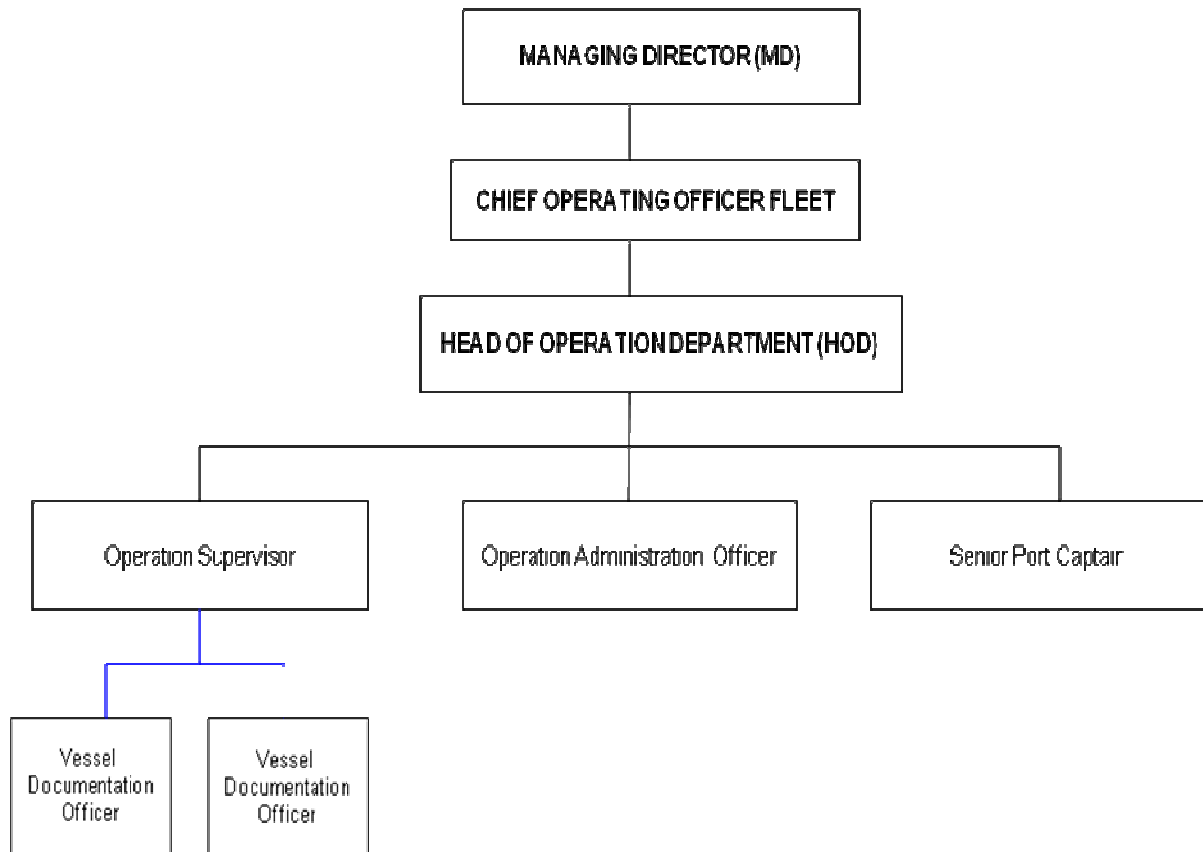 MANAGING DIRECTOR (MD)
CHIEF OPERATING OFFICER FLEET
HEAD OF OPERATION DEPARTMENT (HOD)
Operation Supervisor
Operation Administration Officer
Senior Port Captain
Vessel
Documentation
Officer
Vessel
Documentation
Officer